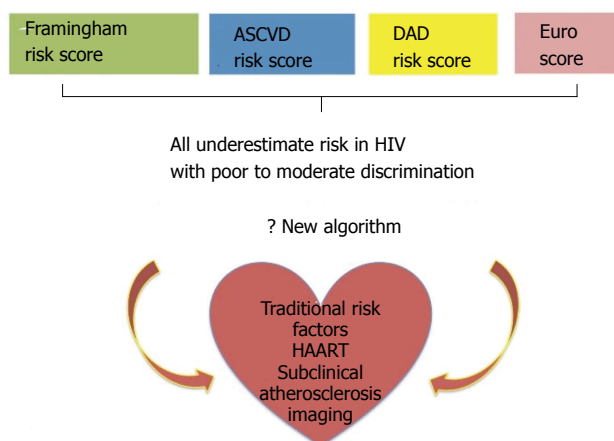 Framingham
risk score
ASCVD
risk score
DAD
risk score
Euro
score
All underestimate risk in HIV
with poor to moderate discrimination
? New algorithm
Traditional risk
factors
HAART
Subclinical
atherosclerosis
imaging